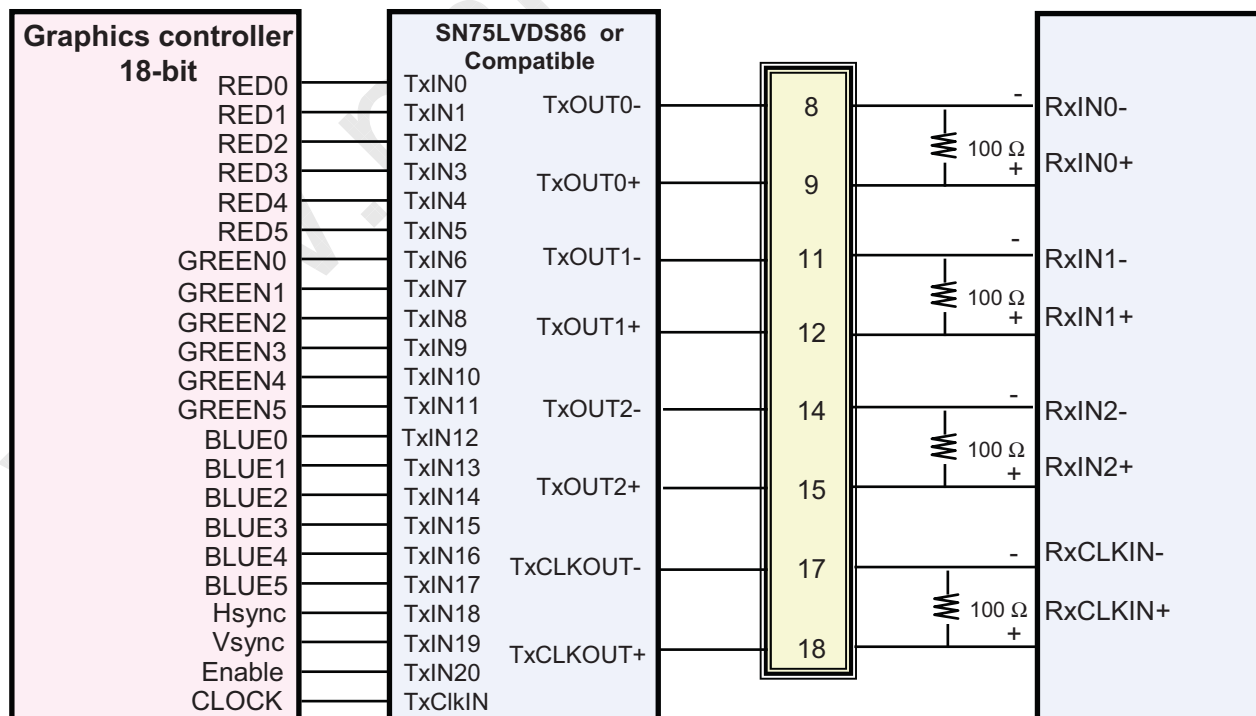 Graphics controller
18-bit
RED0
RED1
RED2
RED3
RED4
RED5
GREEN0
GREEN1
GREEN2
GREEN3
GREEN4
GREEN5
BLUE0
BLUE1
BLUE2
BLUE3
BLUE4
BLUE5
Hsync
Vsync
Enable
CLOCK
SN75LVDS86 or
Compatible
TxIN0
TxIN1
TxIN2
TxIN3
TxIN4
TxIN5
TxIN6
TxIN7
TxIN8
TxIN9
TxIN10
TxIN11
TxIN12
TxIN13
TxIN14
TxIN15
TxIN16
TxIN17
TxIN18
TxIN19
TxIN20
TxClkIN
TxOUT0-
TxOUT0+
TxOUT1-
TxOUT1+
TxOUT2-
TxOUT2+
TxCLKOUT-
TxCLKOUT+
8
9
11
12
14
15
17
18
-
100 Ω
+
-
100 Ω
+
-
100 Ω
+
-
100 Ω
+
RxIN0-
RxIN0+
RxIN1-
RxIN1+
RxIN2-
RxIN2+
RxCLKIN-
RxCLKIN+